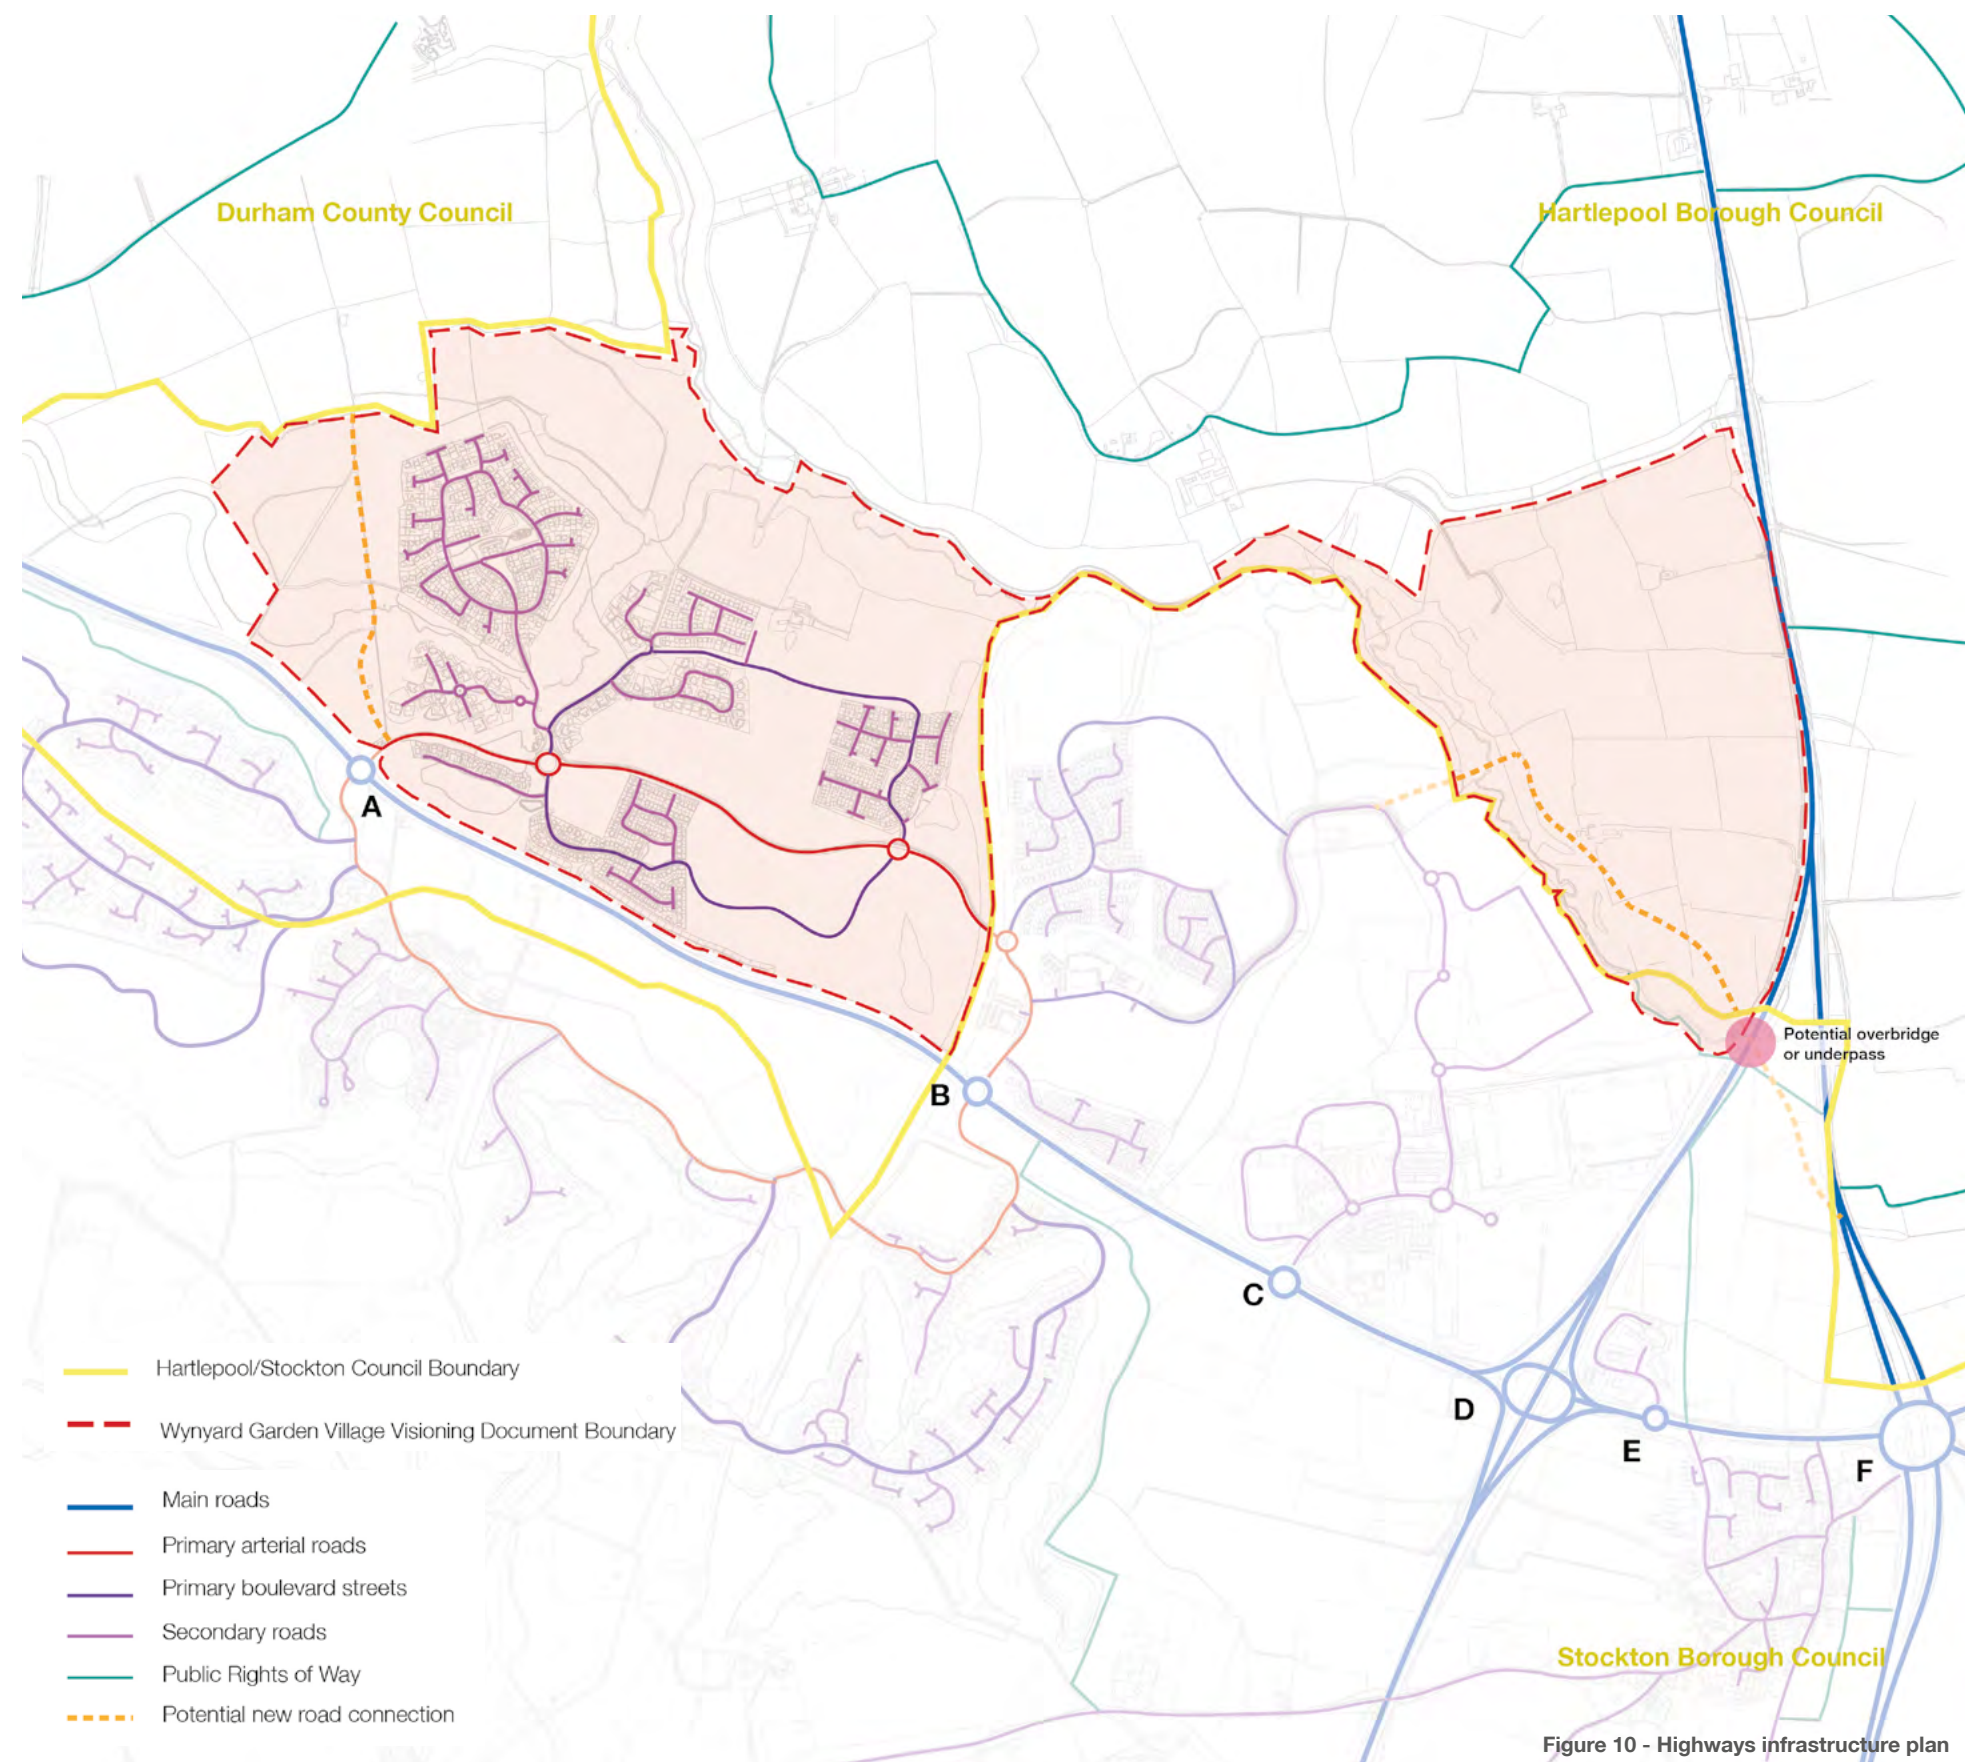 Durham County Council
Hartlepool Borough Council
A
Potential overbridge
or underpass
B
C
D
E
F
Hartlepool/Stockton Council Boundary
Wynyard Garden Village Visioning Document Boundary
Main roads
Primary arterial roads
Primary boulevard streets
Secondary roads
Public Rights of Way
Potential new road connection
Stockton Borough Council
Figure 10 - Highways infrastructure plan